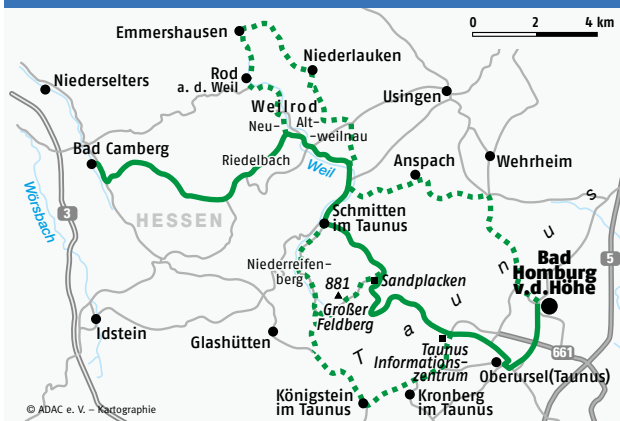 0 2 4 km
Emmershausen
Niederlauken
Niederselters
Rod
a. d. Weil
Usingen
Weilrod
Neu-
Alt-
-weilnau
Bad Camberg
Riedelbach
Weil
Anspach
Wehrheim
Wörsbach
HESSEN
3
Schmitten
im Taunus
Taunus
5
Niederreifen-
berg
881
Sandplacken
Großer
Feldberg
Bad
Homburg
v.d.Höhe
Idstein
Glashütten
Taunus
Informations-
zentrum
661
Oberursel(Taunus)
Königstein
im Taunus
Kronberg
im Taunus
© ADAC e. V. – Kartographie